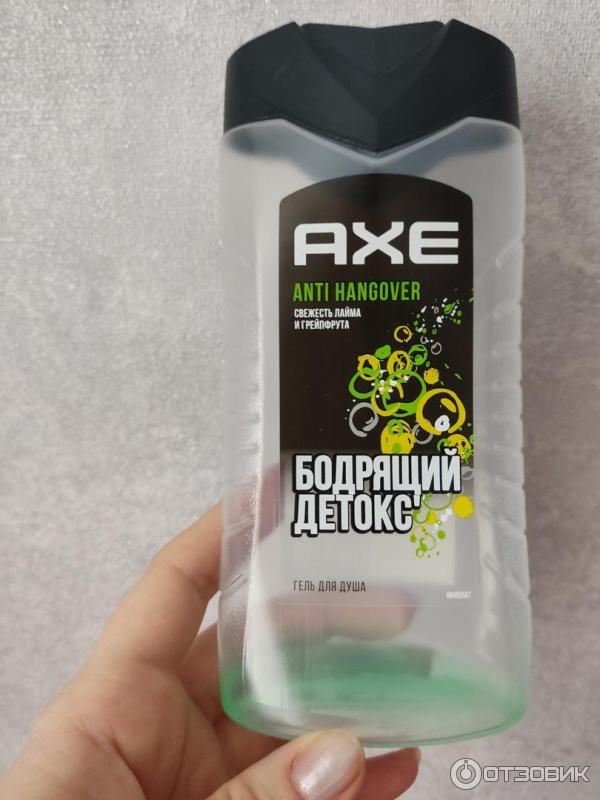 AXE
ANTI HANGOVER
СВЕЖЕСТЬ ЛАЙМА
И ГРЕЙПФРУТА
БОДРЯЩИЙ
ДЕТОКС'
ГЕЛЬ ДЛЯ ДУША
ОТЗОВИК